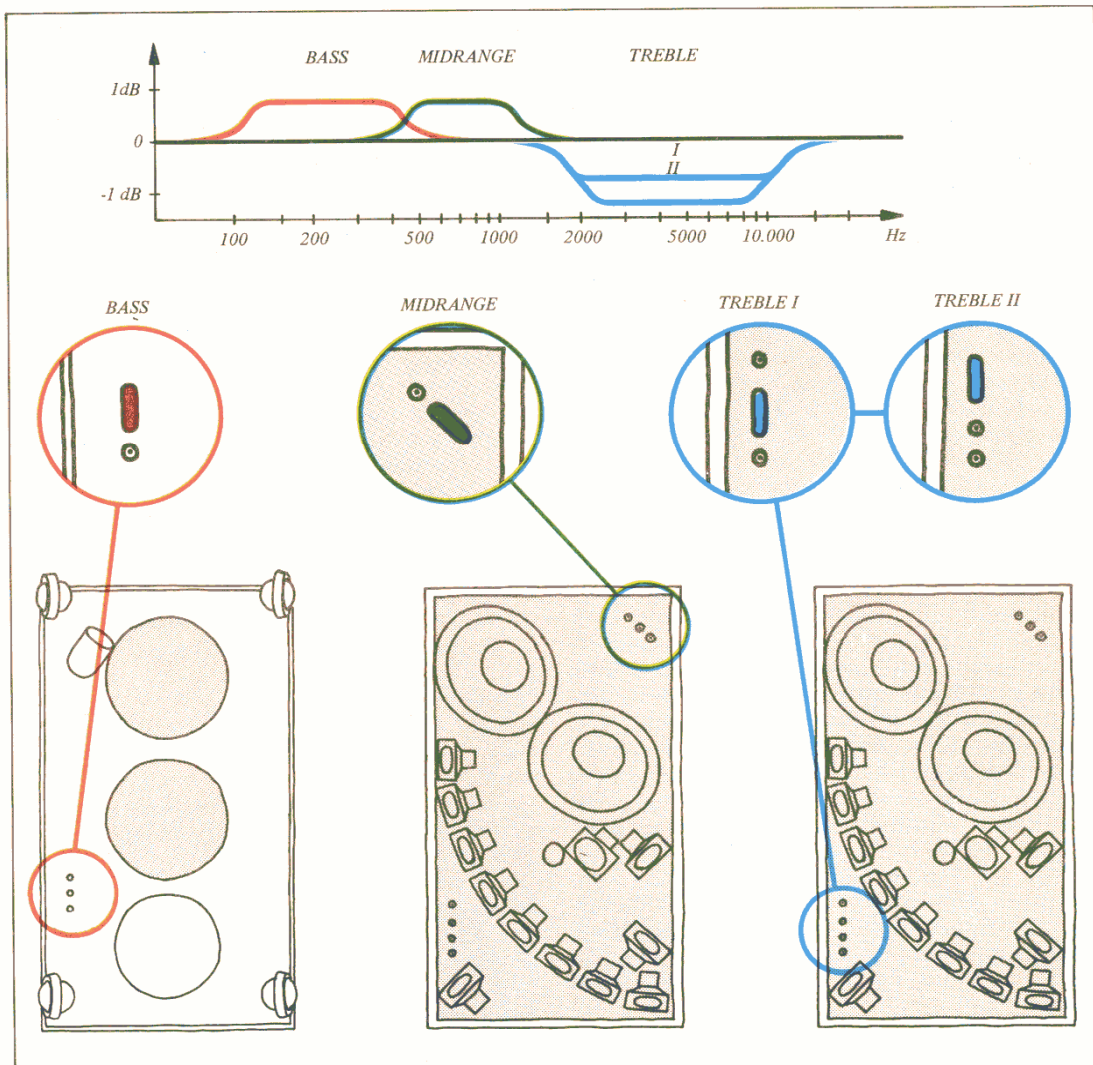 BASS MIDRANGE TREBLE
1dB
0
I
II
-1 dB
100 200 500 1000 2000 5000 10.000 Hz
BASS MIDRANGE TREBLE I TREBLE II